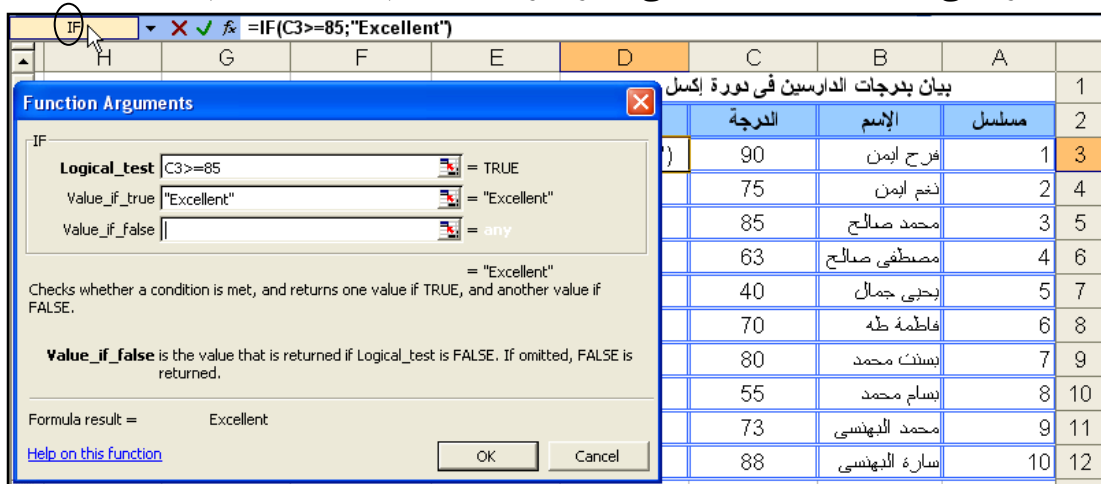 IF =IF(C3>=85;"Excellent")
H G F E D C B A
بيان بدرجات الدارسين فى دورة إكسل 1
مسلسل الإسم الدرجة 2
1 فرح ايمن 90 ") 3
2 نغم ايمن 75 4
3 محمد صالح 85 5
4 مصطفى صالح 63 6
5 يحيى جمال 40 7
6 فاطمة طه 70 8
7 بسنت محمد 80 9
8 بسام محمد 55 10
9 محمد البهنسى 73 11
10 سارة البهنسى 88 12
Function Arguments
IF
Logical_test C3>=85 = TRUE
Value_if_true "Excellent" = "Excellent"
Value_if_false = any
= "Excellent"
Checks whether a condition is met, and returns one value if TRUE, and another value if
FALSE.
Value_if_false is the value that is returned if Logical_test is FALSE. If omitted, FALSE is
returned.
Formula result = Excellent
Help on this function OK Cancel